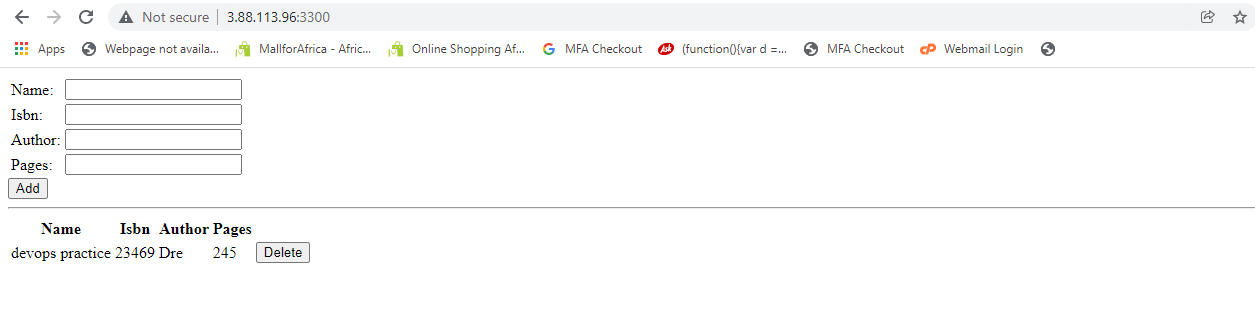 Not secure 3.88.113.96:3300
Apps Webpage not availa... MallforAfrica - Afric... Online Shopping Af... MFA Checkout Ask (function(){var d =... MFA Checkout cP Webmail Login
Name:
Isbn:
Author:
Pages:
Add
Name Isbn Author Pages
devops practice 23469 Dre 245 Delete